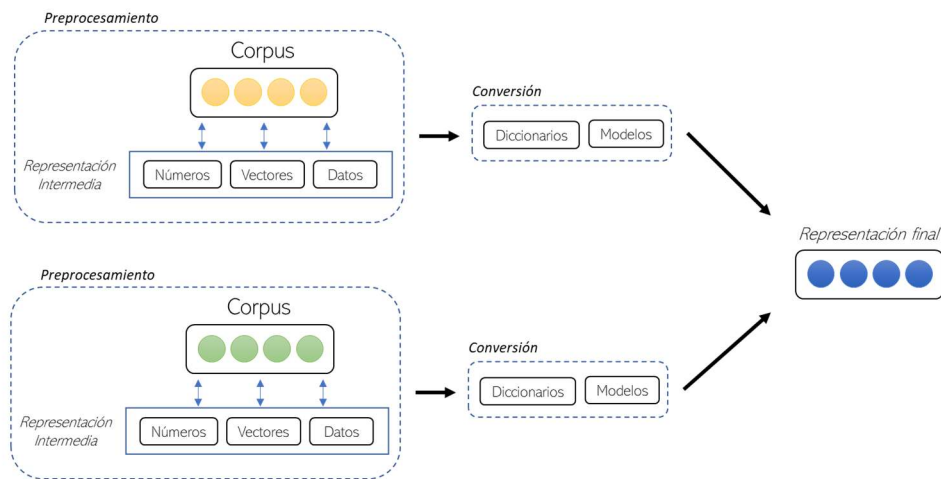 Preprocesamiento
Corpus
Representación
Intermedia
Números
Vectores
Datos
Conversión
Diccionarios
Modelos
Representación final
Preprocesamiento
Corpus
Representación
Intermedia
Números
Vectores
Datos
Conversión
Diccionarios
Modelos